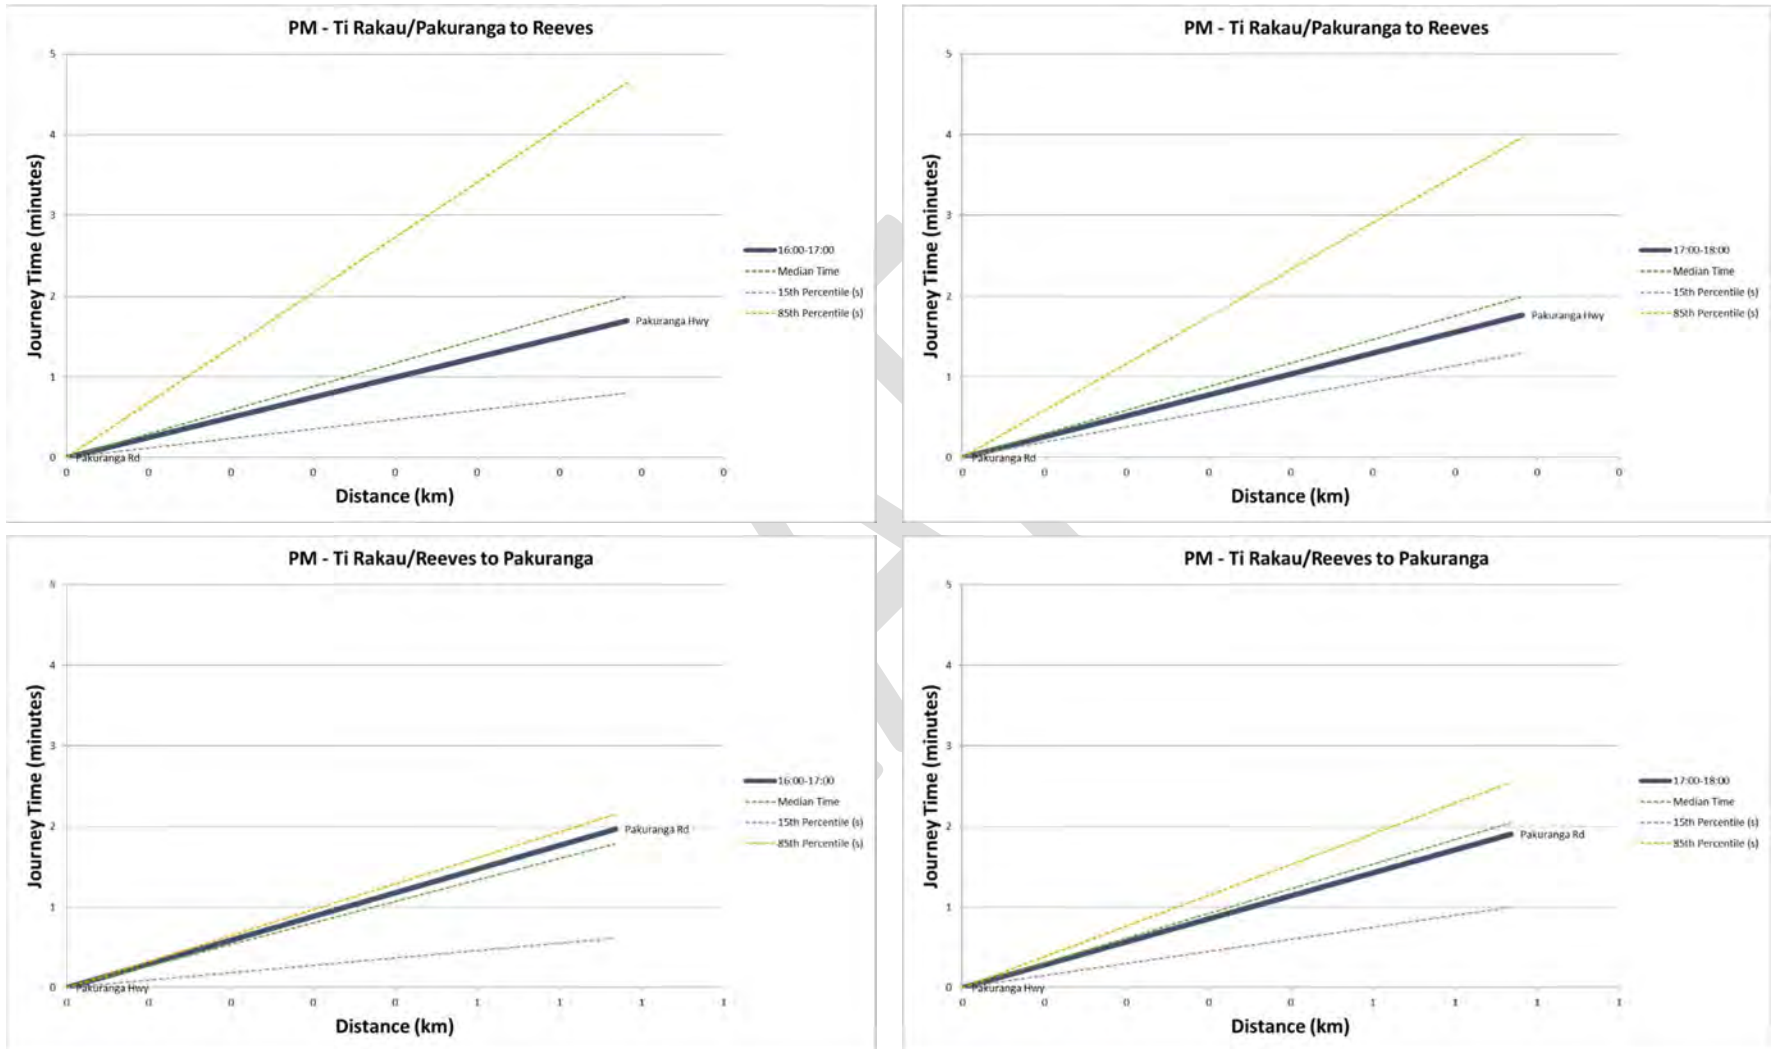 PM - Ti Rakau/Pakuranga to Reeves
5
4
3
2
1
0
Journey Time (minutes)
Pakuranga Hwy
Pakuranga Rd
0 0 0 0 0 0 0 0 0
Distance (km)
16:00-17:00
Median Time
15th Percentile (s)
85th Percentile (s)
PM - Ti Rakau/Pakuranga to Reeves
5
4
3
2
1
0
Journey Time (minutes)
Pakuranga Hwy
Pakuranga Rd
0 0 0 0 0 0 0 0 0
Distance (km)
17:00-18:00
Median Time
15th Percentile (s)
85th Percentile (s)
PM - Ti Rakau/Reeves to Pakuranga
5
4
3
2
1
0
Journey Time (minutes)
Pakuranga Rd
Pakuranga Hwy
0 0 0 0 0 1 1 1 1
Distance (km)
16:00-17:00
Median Time
15th Percentile (s)
85th Percentile (s)
PM - Ti Rakau/Reeves to Pakuranga
5
4
3
2
1
0
Journey Time (minutes)
Pakuranga Rd
Pakuranga Hwy
0 0 0 0 0 1 1 1 1
Distance (km)
17:00-18:00
Median Time
15th Percentile (s)
85th Percentile (s)